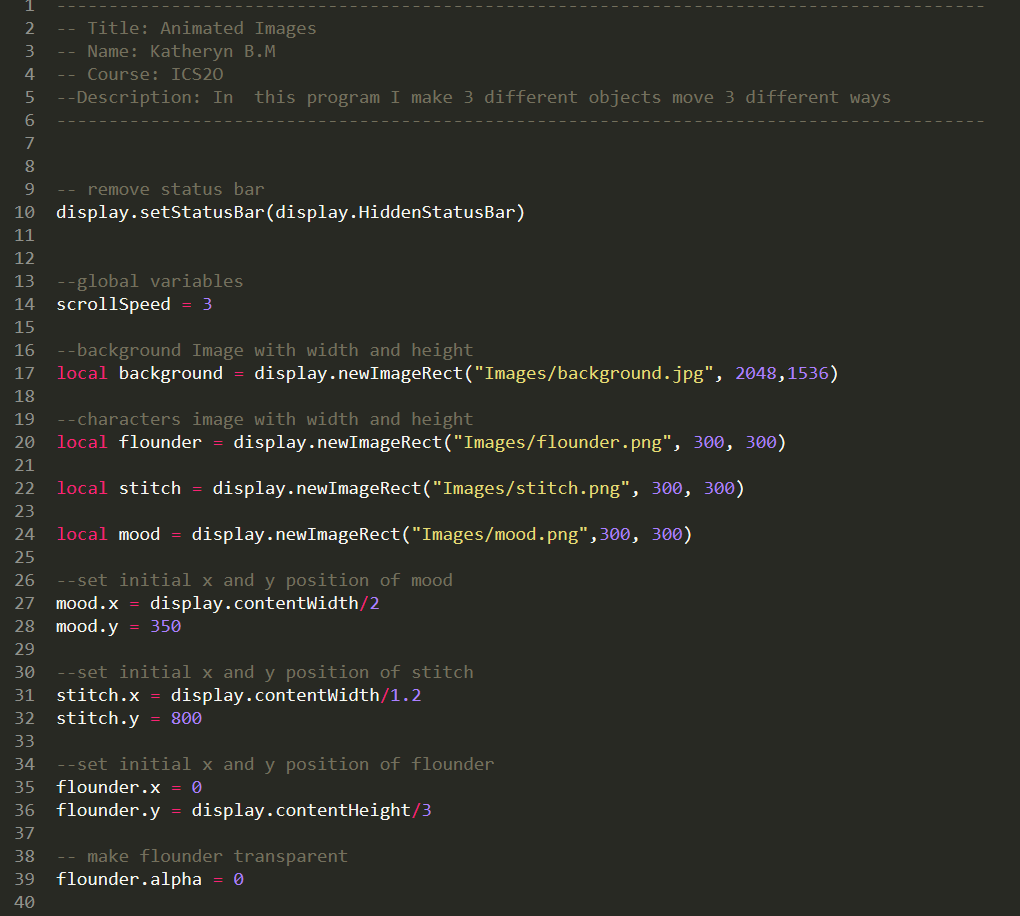 1 -----------------------------------------------------------------------------------------
2 -- Title: Animated Images
3 -- Name: Katheryn B.M
4 -- Course: ICS2O
5 --Description: In  this program I make 3 different objects move 3 different ways
6 -----------------------------------------------------------------------------------------
7
8
9 -- remove status bar
10 display.setStatusBar(display.HiddenStatusBar)
11
12
13 --global variables
14 scrollSpeed = 3
15
16 --background Image with width and height
17 local background = display.newImageRect("Images/background.jpg", 2048,1536)
18
19 --characters image with width and height
20 local flounder = display.newImageRect("Images/flounder.png", 300, 300)
21
22 local stitch = display.newImageRect("Images/stitch.png", 300, 300)
23
24 local mood = display.newImageRect("Images/mood.png",300, 300)
25
26 --set initial x and y position of mood
27 mood.x = display.contentWidth/2
28 mood.y = 350
29
30 --set initial x and y position of stitch
31 stitch.x = display.contentWidth/1.2
32 stitch.y = 800
33
34 --set initial x and y position of flounder
35 flounder.x = 0
36 flounder.y = display.contentHeight/3
37
38 -- make flounder transparent
39 flounder.alpha = 0
40